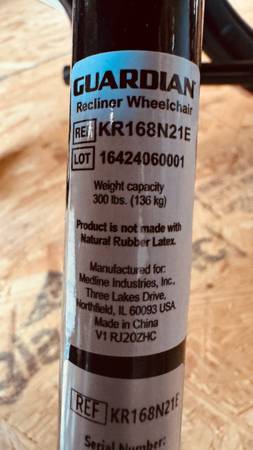 GUARDIAN
Recliner Wheelchair
REF KR168N21E
LOT 16424060001
Weight capacity
300 lbs. (136 kg)
Product is not made with
Natural Rubber Latex.
Manufactured for:
Medline Industries, Inc.,
Three Lakes Drive,
Northfield, IL 60093 USA
Made in China
V1 RJ20ZHC
REF KR168N21E
Serial Number: